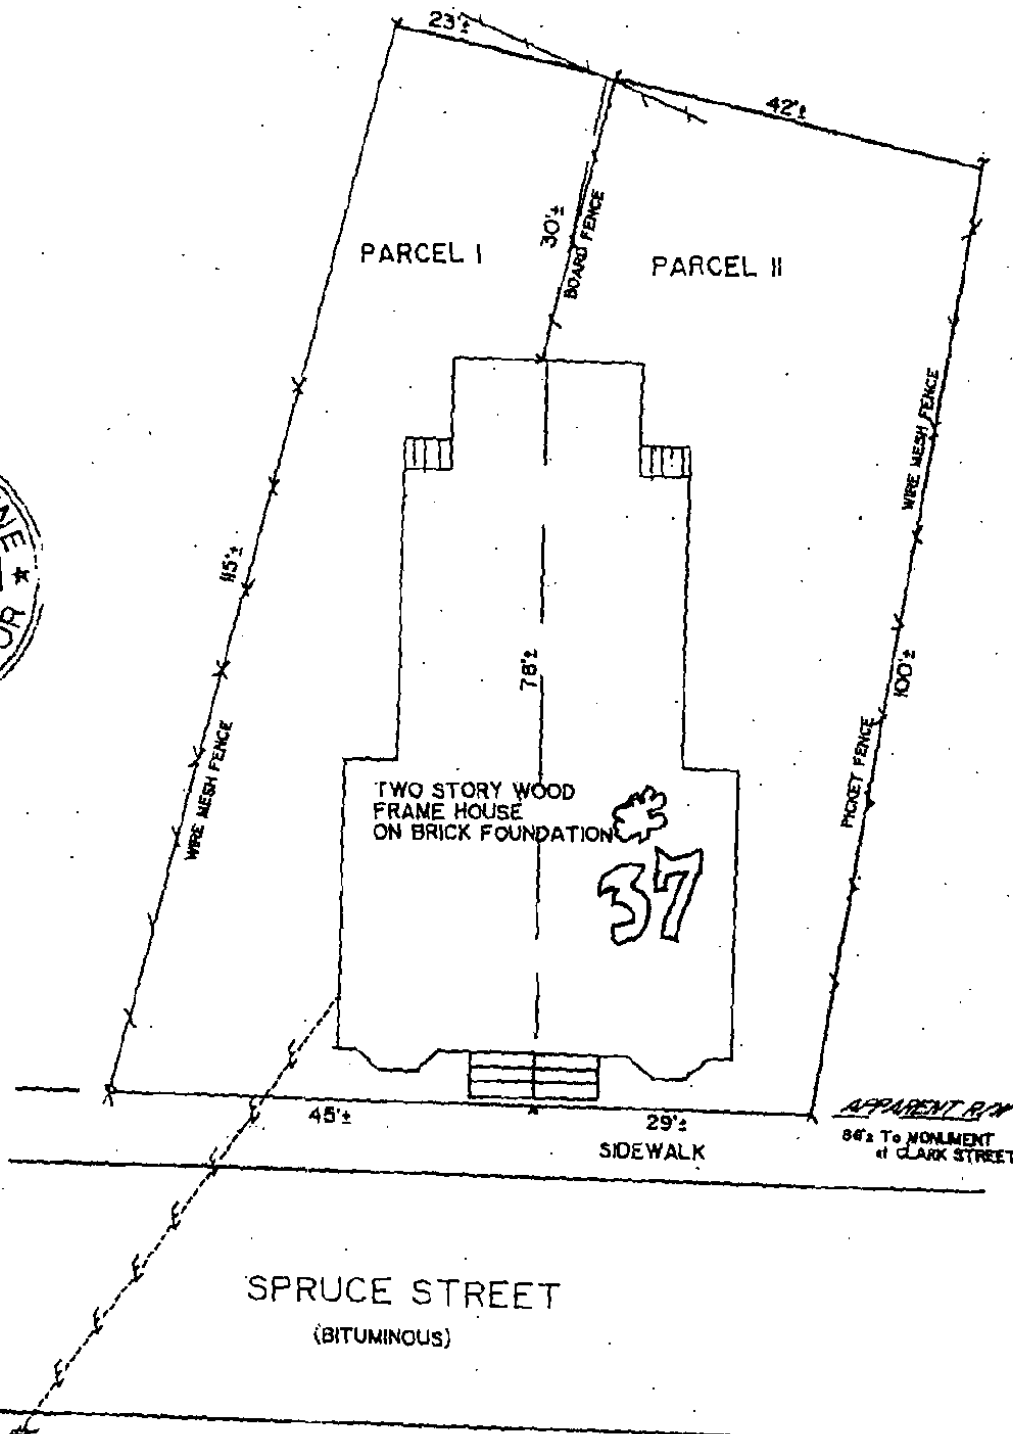 23'±
42'±
30'±
BOARD FENCE
PARCEL I
PARCEL II
WIRE MESH FENCE
115'±
78'±
100'±
PICKET FENCE
WIRE MESH FENCE
TWO STORY WOOD
FRAME HOUSE
ON BRICK FOUNDATION
37
45'±
29'±
APPARENT R/W
SIDEWALK
86'± To MONUMENT
at CLARK STREET
SPRUCE STREET
(BITUMINOUS)
E
E
E
E
E
E
E